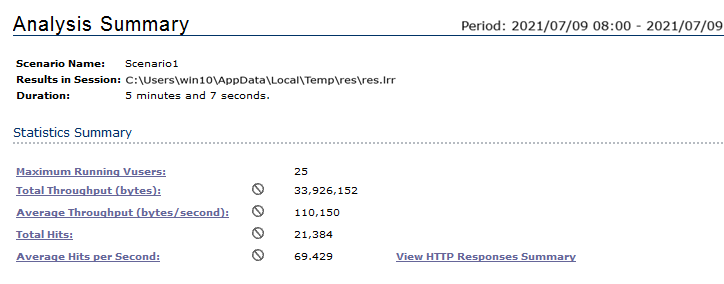 Analysis Summary Period: 2021/07/09 08:00 - 2021/07/09
Scenario Name: Scenario1
Results in Session: C:\Users\win10\AppData\Local\Temp\res\res.lrr
Duration: 5 minutes and 7 seconds.
Statistics Summary
Maximum Running Vusers: 25
Total Throughput (bytes): 33,926,152
Average Throughput (bytes/second): 110,150
Total Hits: 21,384
Average Hits per Second: 69.429 View HTTP Responses Summary